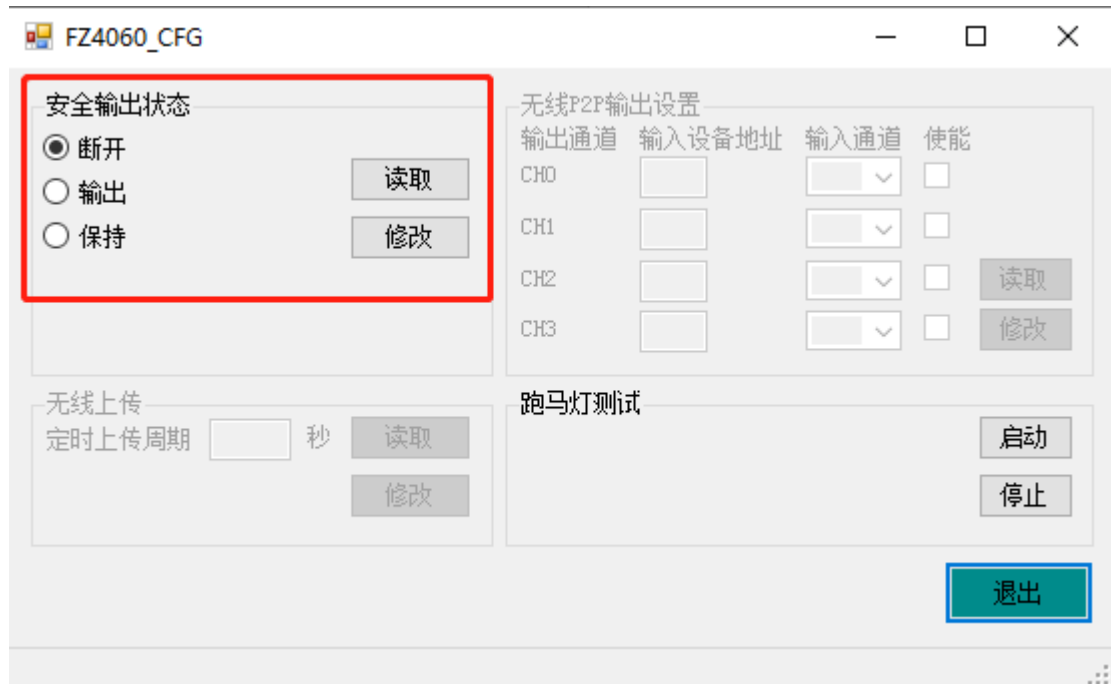 FZ4060_CFG
安全输出状态
断开
输出
保持
读取
修改
无线P2P输出设置
输出通道 输入设备地址 输入通道 使能
CH0
CH1
CH2
CH3
读取
修改
无线上传
定时上传周期 秒
读取
修改
跑马灯测试
启动
停止
退出